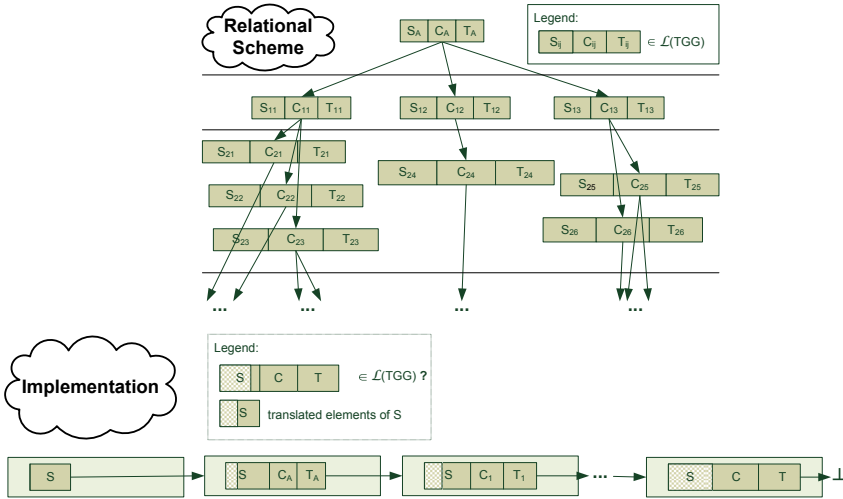 Relational
Scheme
S_A C_A T_A
Legend:
S_ij C_ij T_ij ∈ ℒ(TGG)
S_11 C_11 T_11
S_12 C_12 T_12
S_13 C_13 T_13
S_21 C_21 T_21
S_24 C_24 T_24
S_22 C_22 T_22
S_25 C_25 T_25
S_23 C_23 T_23
S_26 C_26 T_26
... ... ... ...
Implementation
Legend:
S C T ∈ ℒ(TGG) ?
S translated elements of S
S S C_A T_A S C_1 T_1 ... S C T ⊥